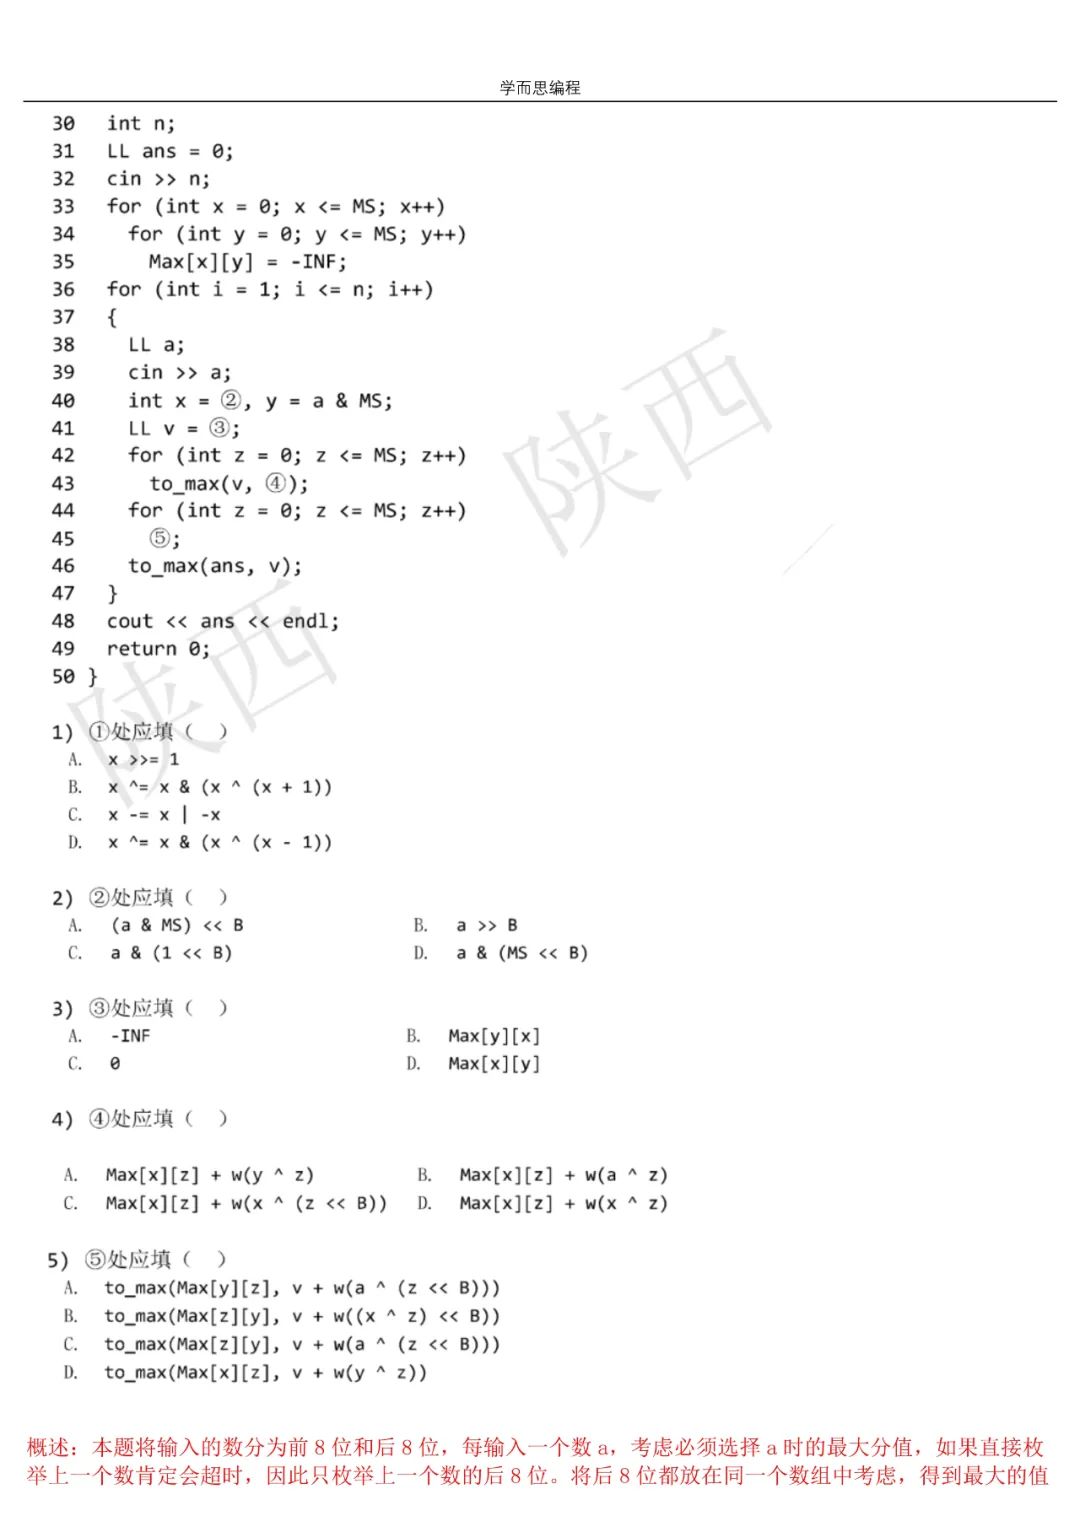 学而思编程
30 int n;
31 LL ans = 0;
32 cin >> n;
33 for (int x = 0; x <= MS; x++)
34 for (int y = 0; y <= MS; y++)
35 Max[x][y] = -INF;
36 for (int i = 1; i <= n; i++)
37 {
38 LL a;
39 cin >> a;
40 int x = ②, y = a & MS;
41 LL v = ③;
42 for (int z = 0; z <= MS; z++)
43 to_max(v, ④);
44 for (int z = 0; z <= MS; z++)
45 ⑤;
46 to_max(ans, v);
47 }
48 cout << ans << endl;
49 return 0;
50 }
陕西
陕西
1) ①处应填（ ）
A. x >>= 1
B. x ^= x & (x ^ (x + 1))
C. x -= x | -x
D. x ^= x & (x ^ (x - 1))
2) ②处应填（ ）
A. (a & MS) << B B. a >> B
C. a & (1 << B) D. a & (MS << B)
3) ③处应填（ ）
A. -INF B. Max[y][x]
C. 0 D. Max[x][y]
4) ④处应填（ ）
A. Max[x][z] + w(y ^ z) B. Max[x][z] + w(a ^ z)
C. Max[x][z] + w(x ^ (z << B)) D. Max[x][z] + w(x ^ z)
5) ⑤处应填（ ）
A. to_max(Max[y][z], v + w(a ^ (z << B)))
B. to_max(Max[z][y], v + w((x ^ z) << B))
C. to_max(Max[z][y], v + w(a ^ (z << B)))
D. to_max(Max[x][z], v + w(y ^ z))
概述：本题将输入的数分为前 8 位和后 8 位，每输入一个数 a，考虑必须选择 a 时的最大分值，如果直接枚
举上一个数肯定会超时，因此只枚举上一个数的后 8 位。将后 8 位都放在同一个数组中考虑，得到最大的值